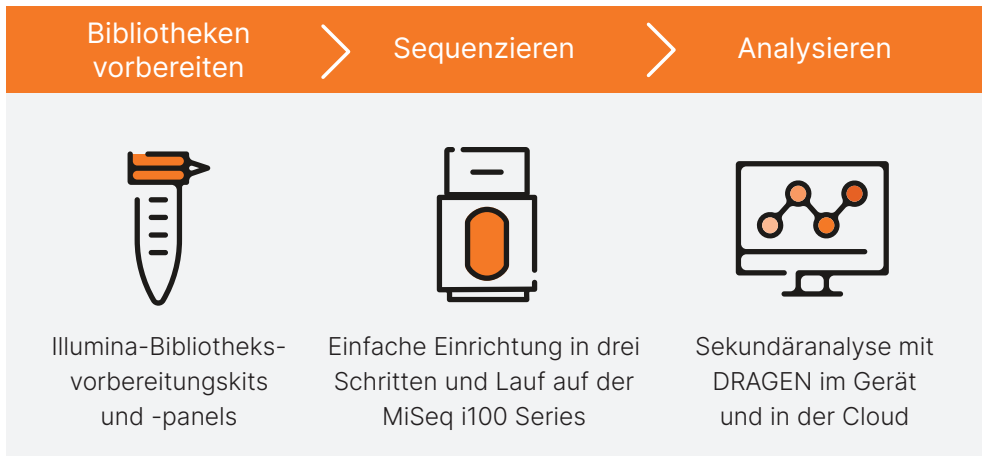 Bibliotheken
vorbereiten
Sequenzieren
Analysieren
Illumina-Bibliotheks-
vorbereitungskits
und -panels
Einfache Einrichtung in drei
Schritten und Lauf auf der
MiSeq i100 Series
Sekundäranalyse mit
DRAGEN im Gerät
und in der Cloud